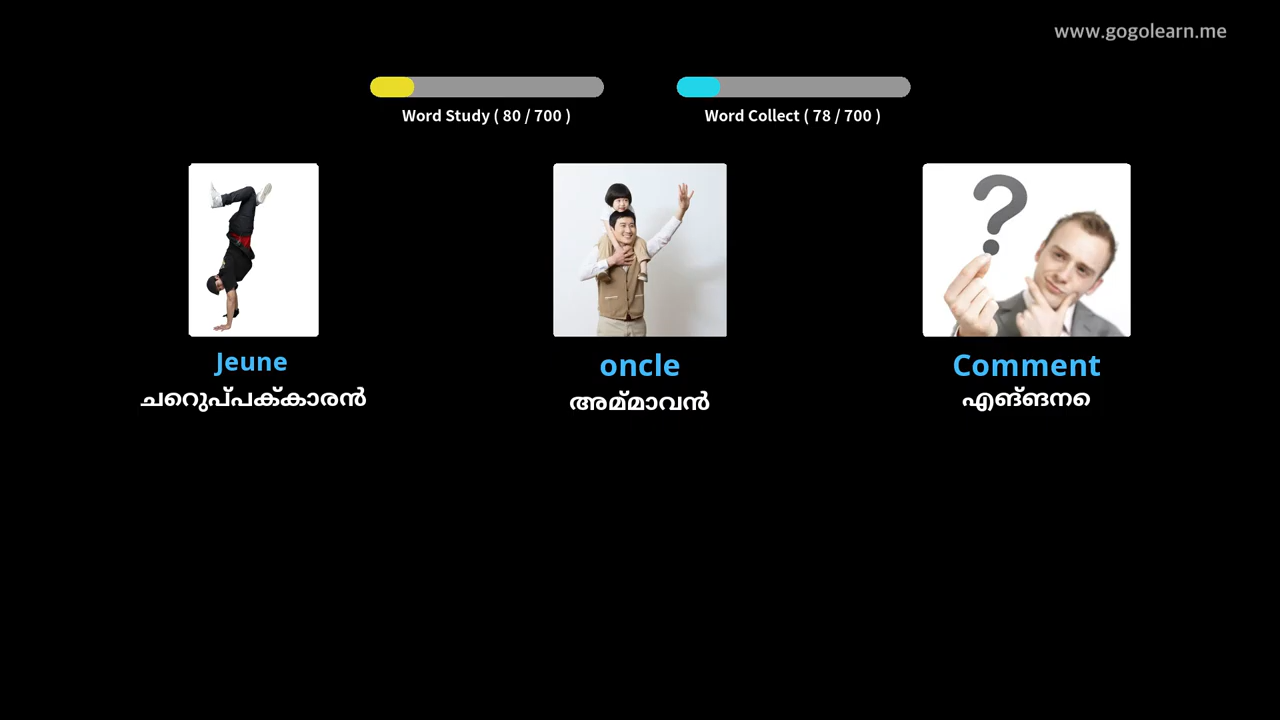 www.gogolearn.me
Word Study ( 80 / 700 )
Word Collect ( 78 / 700 )
Jeune
oncle
Comment
ചെറുപ്പക്കാരൻ
അമ്മാവൻ
എങ്ങനെ